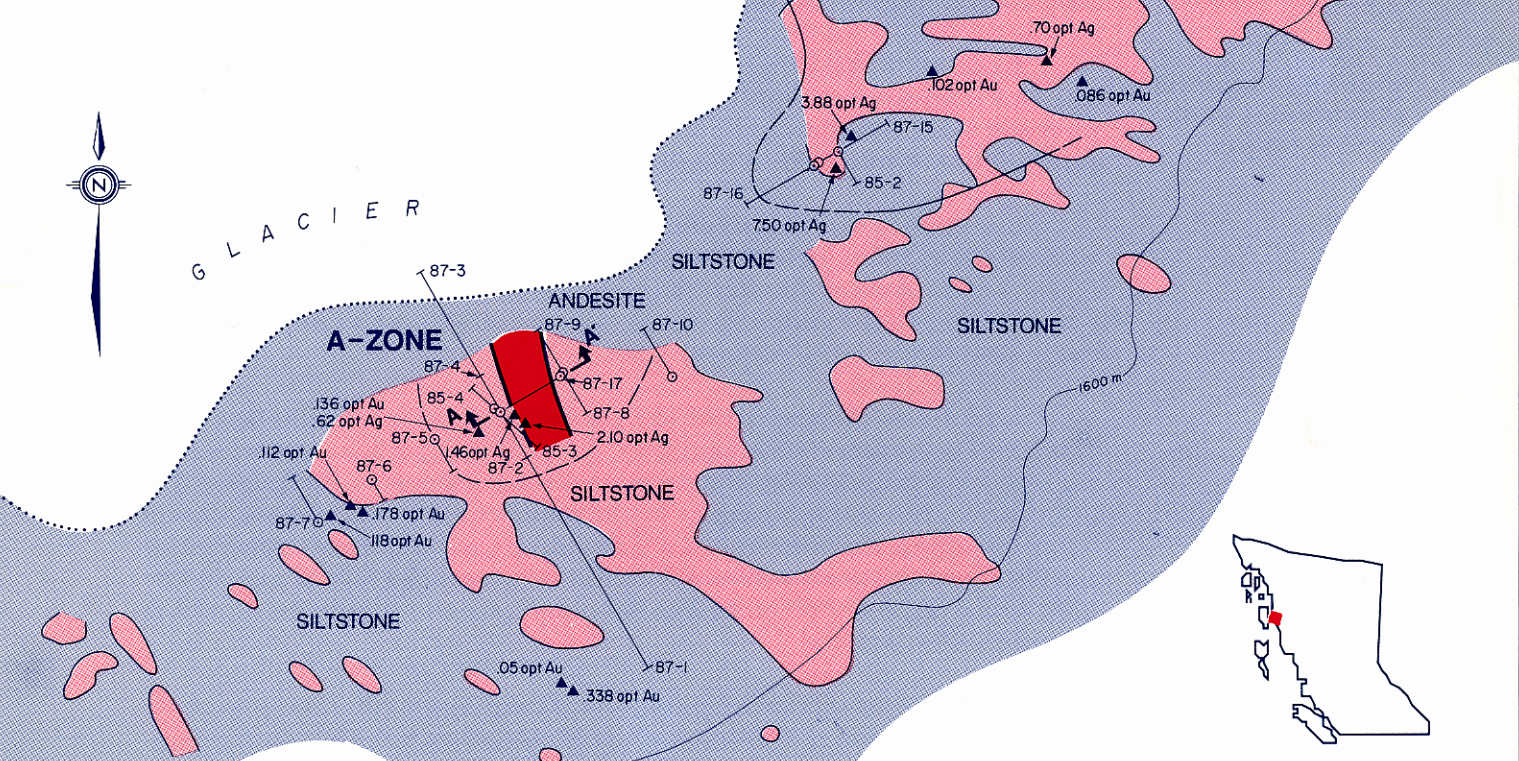 .70 opt Ag
.102 opt Au
.086 opt Au
3.88 opt Ag
87-15
85-2
87-16
7.50 opt Ag
N
GLACIER
SILTSTONE
87-3
ANDESITE
SILTSTONE
A-ZONE
87-9
A'
87-10
87-4
87-17
1600 m
85-4
.136 opt Au
.62 opt Ag
A
87-8
87-5
2.10 opt Ag
1.46 opt Ag
85-3
.112 opt Au
87-6
87-2
SILTSTONE
.178 opt Au
87-7
.118 opt Au
SILTSTONE
.05 opt Au
87-1
.338 opt Au